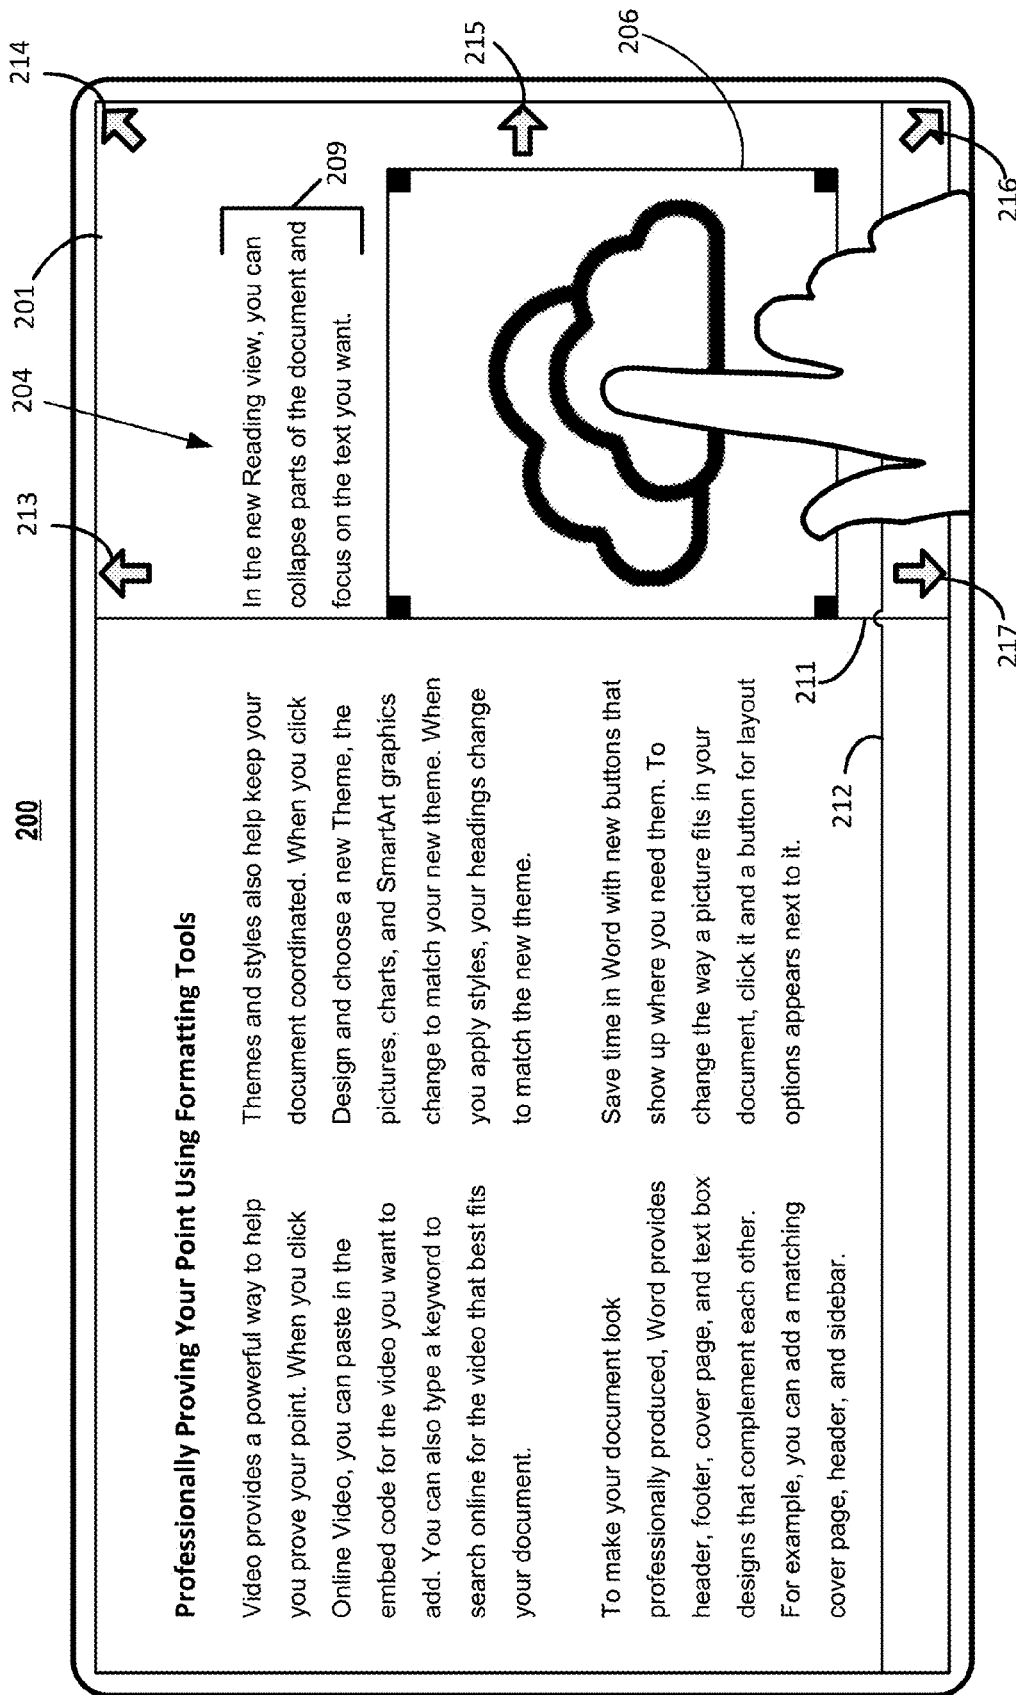 200
Professionally Proving Your Point Using Formatting Tools
Video provides a powerful way to help
you prove your point. When you click
Online Video, you can paste in the
embed code for the video you want to
add. You can also type a keyword to
search online for the video that best fits
your document.
To make your document look
professionally produced, Word provides
header, footer, cover page, and text box
designs that complement each other.
For example, you can add a matching
cover page, header, and sidebar.
Themes and styles also help keep your
document coordinated. When you click
Design and choose a new Theme, the
pictures, charts, and SmartArt graphics
change to match your new theme. When
you apply styles, your headings change
to match the new theme.
Save time in Word with new buttons that
show up where you need them. To
change the way a picture fits in your
document, click it and a button for layout
options appears next to it.
In the new Reading view, you can
collapse parts of the document and
focus on the text you want.
213
204
201
214
209
215
206
212
211
217
216